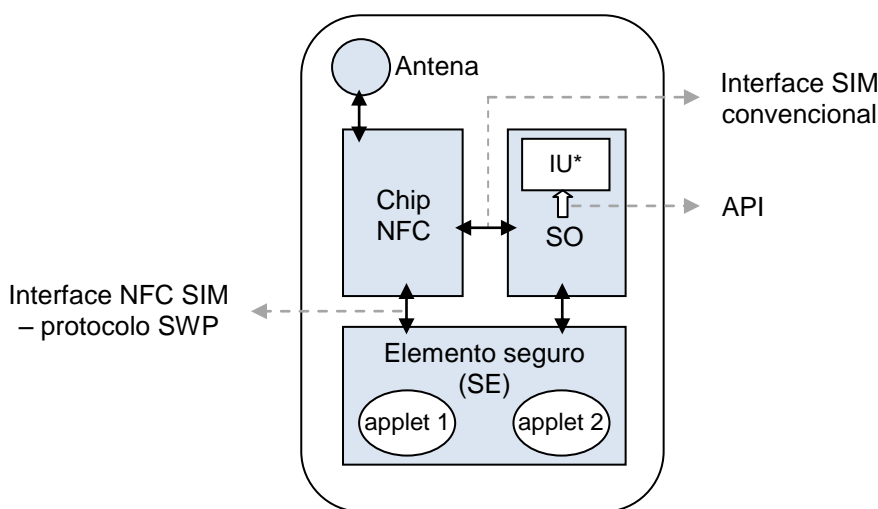 Antena
Interface SIM
convencional
IU*
Chip
NFC
SO
API
Interface NFC SIM
– protocolo SWP
Elemento seguro
(SE)
applet 1
applet 2